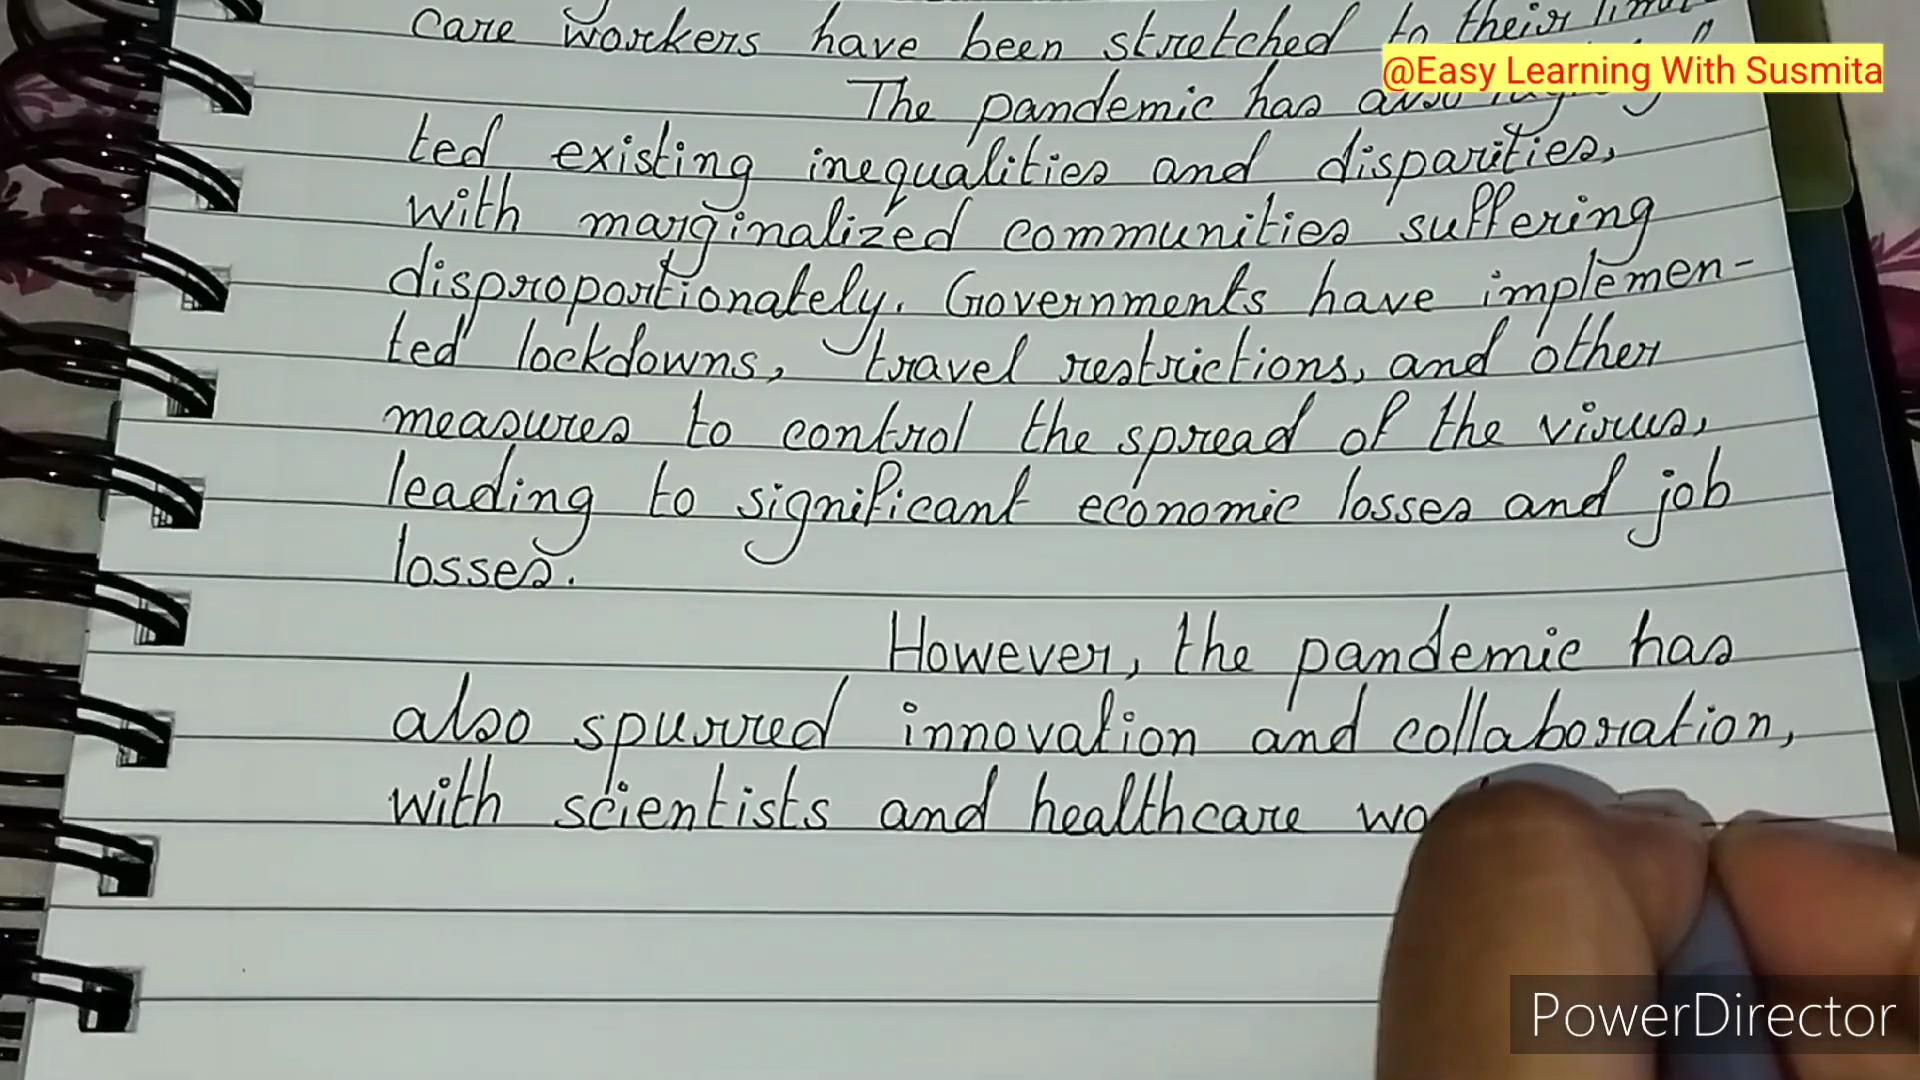 care workers have been stretched to their
@Easy Learning With Susmita
The pandemic has also
ted existing inequalities and disparities,
with marginalized communities suffering
disproportionately. Governments have implemen-
ted lockdowns, travel restrictions, and other
measures to control the spread of the virus,
leading to significant economic losses and job
losses.
However, the pandemic has
also spurred innovation and collaboration,
with scientists and healthcare wo
PowerDirector